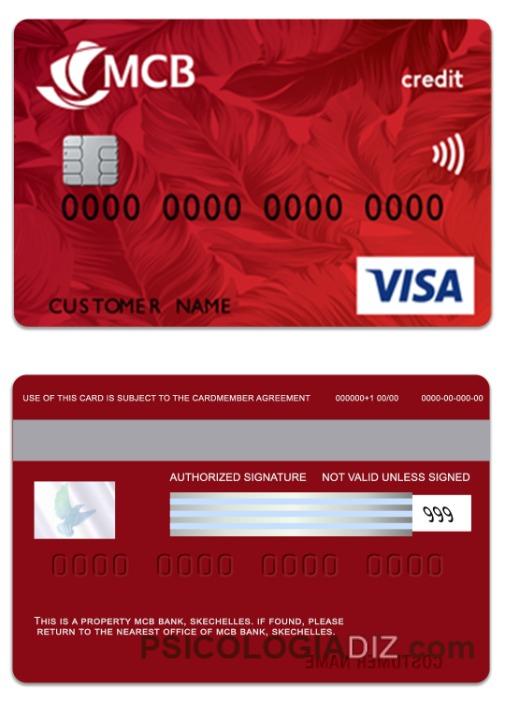 MCB
credit
0000 0000 0000 0000
VISA
CUSTOMER NAME
USE OF THIS CARD IS SUBJECT TO THE CARDMEMBER AGREEMENT 000000+1 00/00 0000-00-000-00
AUTHORIZED SIGNATURE NOT VALID UNLESS SIGNED
999
0000 0000 0000 0000
THIS IS A PROPERTY MCB BANK, SKECHELLES. IF FOUND, PLEASE
RETURN TO THE NEAREST OFFICE OF MCB BANK, SKECHELLES.
PSICOLOGIADIZ.com
CUSTOMER NAME